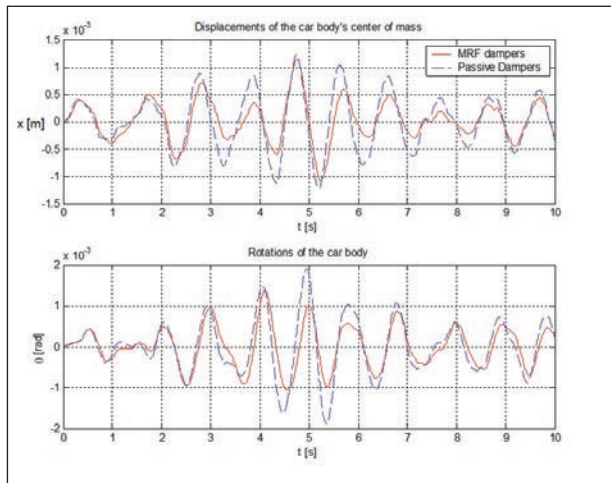 Displacements of the car body's center of mass
x 10⁻³
1.5
1
0.5
0
-0.5
-1
-1.5
x [m]
MRF dampers
Passive Dampers
0 1 2 3 4 5 6 7 8 9 10
t [s]
Rotations of the car body
x 10⁻³
2
1
0
-1
-2
θ [rad]
0 1 2 3 4 5 6 7 8 9 10
t [s]